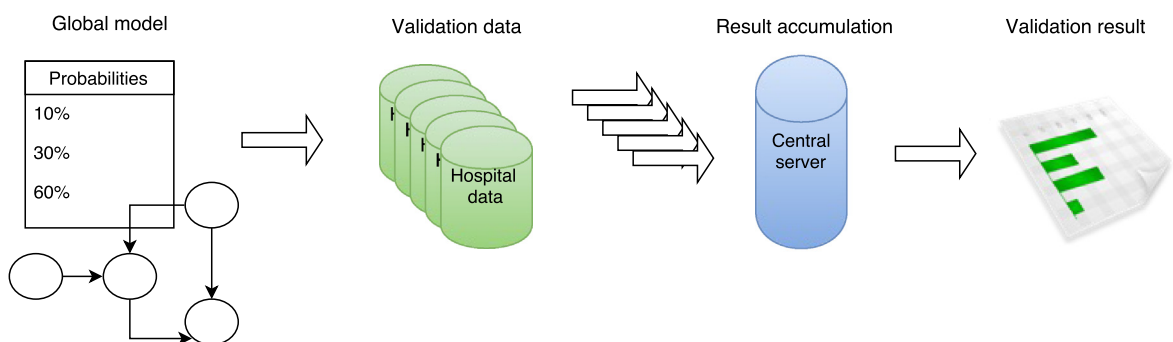 Global model
Validation data
Result accumulation
Validation result
Probabilities
10%
30%
60%
H
H
H
H
Hospital
data
Central
server